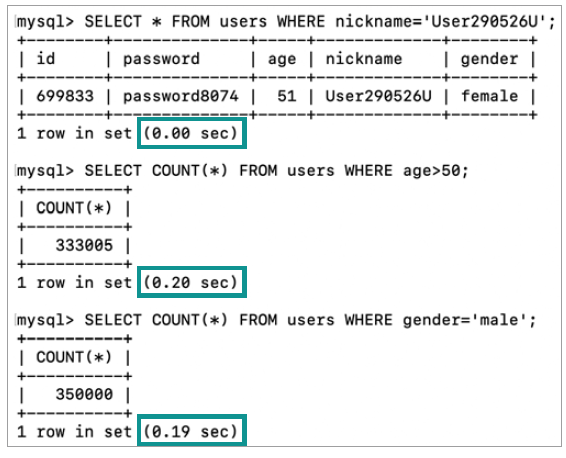 mysql> SELECT * FROM users WHERE nickname='User290526U';
+--------+--------------+-----+-------------+--------+
| id     | password     | age | nickname    | gender |
+--------+--------------+-----+-------------+--------+
| 699833 | password8074 |  51 | User290526U | female |
+--------+--------------+-----+-------------+--------+
1 row in set (0.00 sec)
mysql> SELECT COUNT(*) FROM users WHERE age>50;
+----------+
| COUNT(*) |
+----------+
|   333005 |
+----------+
1 row in set (0.20 sec)
mysql> SELECT COUNT(*) FROM users WHERE gender='male';
+----------+
| COUNT(*) |
+----------+
|   350000 |
+----------+
1 row in set (0.19 sec)